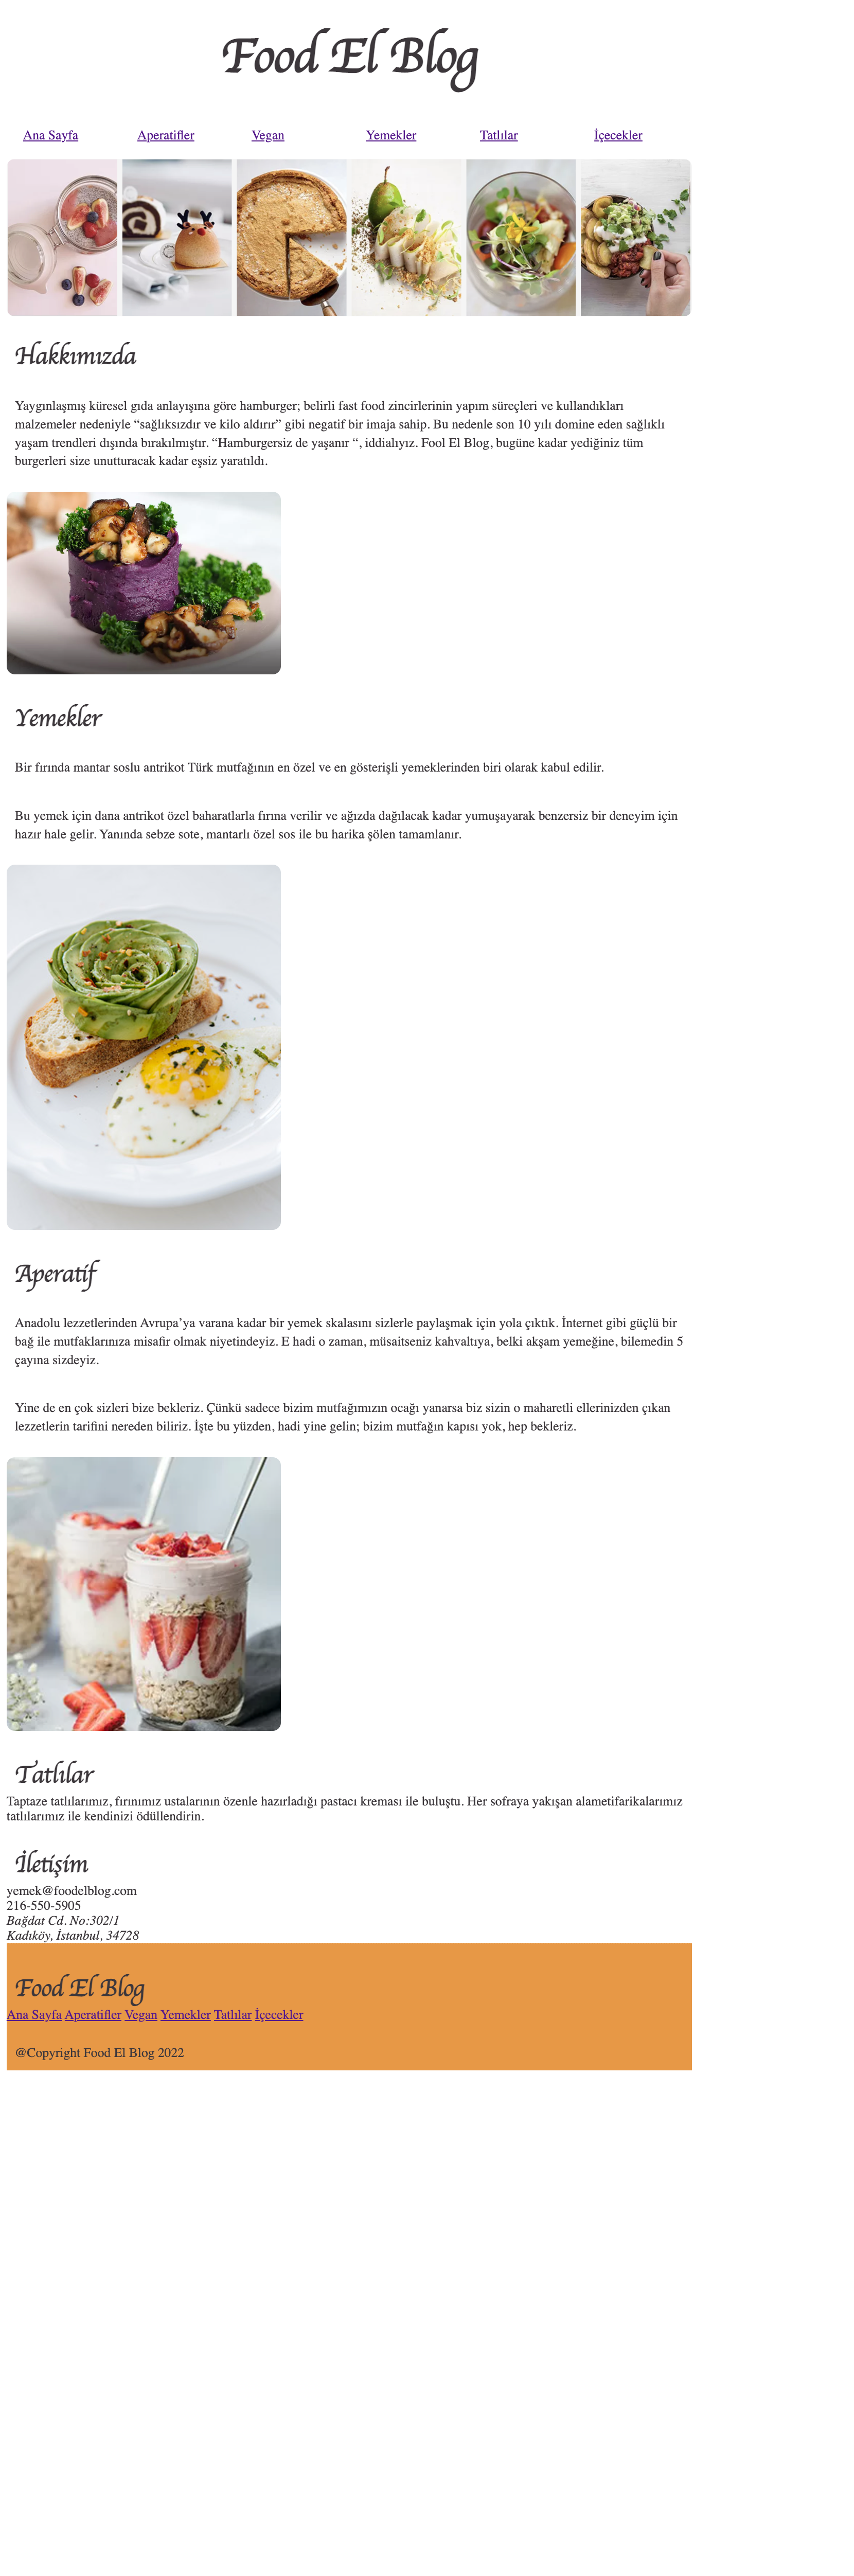 Food El Blog
Ana Sayfa Aperatifler Vegan Yemekler Tatlılar İçecekler
Hakkımızda
Yaygınlaşmış küresel gıda anlayışına göre hamburger; belirli fast food zincirlerinin yapım süreçleri ve kullandıkları
malzemeler nedeniyle “sağlıksızdır ve kilo aldırır” gibi negatif bir imaja sahip. Bu nedenle son 10 yılı domine eden sağlıklı
yaşam trendleri dışında bırakılmıştır. “Hamburgersiz de yaşanır “, iddialıyız. Fool El Blog, bugüne kadar yediğiniz tüm
burgerleri size unutturacak kadar eşsiz yaratıldı.
Yemekler
Bir fırında mantar soslu antrikot Türk mutfağının en özel ve en gösterişli yemeklerinden biri olarak kabul edilir.
Bu yemek için dana antrikot özel baharatlarla fırına verilir ve ağızda dağılacak kadar yumuşayarak benzersiz bir deneyim için
hazır hale gelir. Yanında sebze sote, mantarlı özel sos ile bu harika şölen tamamlanır.
Aperatif
Anadolu lezzetlerinden Avrupa’ya varana kadar bir yemek skalasını sizlerle paylaşmak için yola çıktık. İnternet gibi güçlü bir
bağ ile mutfaklarınıza misafir olmak niyetindeyiz. E hadi o zaman, müsaitseniz kahvaltıya, belki akşam yemeğine, bilemedin 5
çayına sizdeyiz.
Yine de en çok sizleri bize bekleriz. Çünkü sadece bizim mutfağımızın ocağı yanarsa biz sizin o maharetli ellerinizden çıkan
lezzetlerin tarifini nereden biliriz. İşte bu yüzden, hadi yine gelin; bizim mutfağın kapısı yok, hep bekleriz.
Tatlılar
Taptaze tatlılarımız, fırınımız ustalarının özenle hazırladığı pastacı kreması ile buluştu. Her sofraya yakışan alametifarikalarımız
tatlılarımız ile kendinizi ödüllendirin.
İletişim
yemek@foodelblog.com
216-550-5905
Bağdat Cd. No:302/1
Kadıköy, İstanbul, 34728
Food El Blog
Ana Sayfa Aperatifler Vegan Yemekler Tatlılar İçecekler
@Copyright Food El Blog 2022